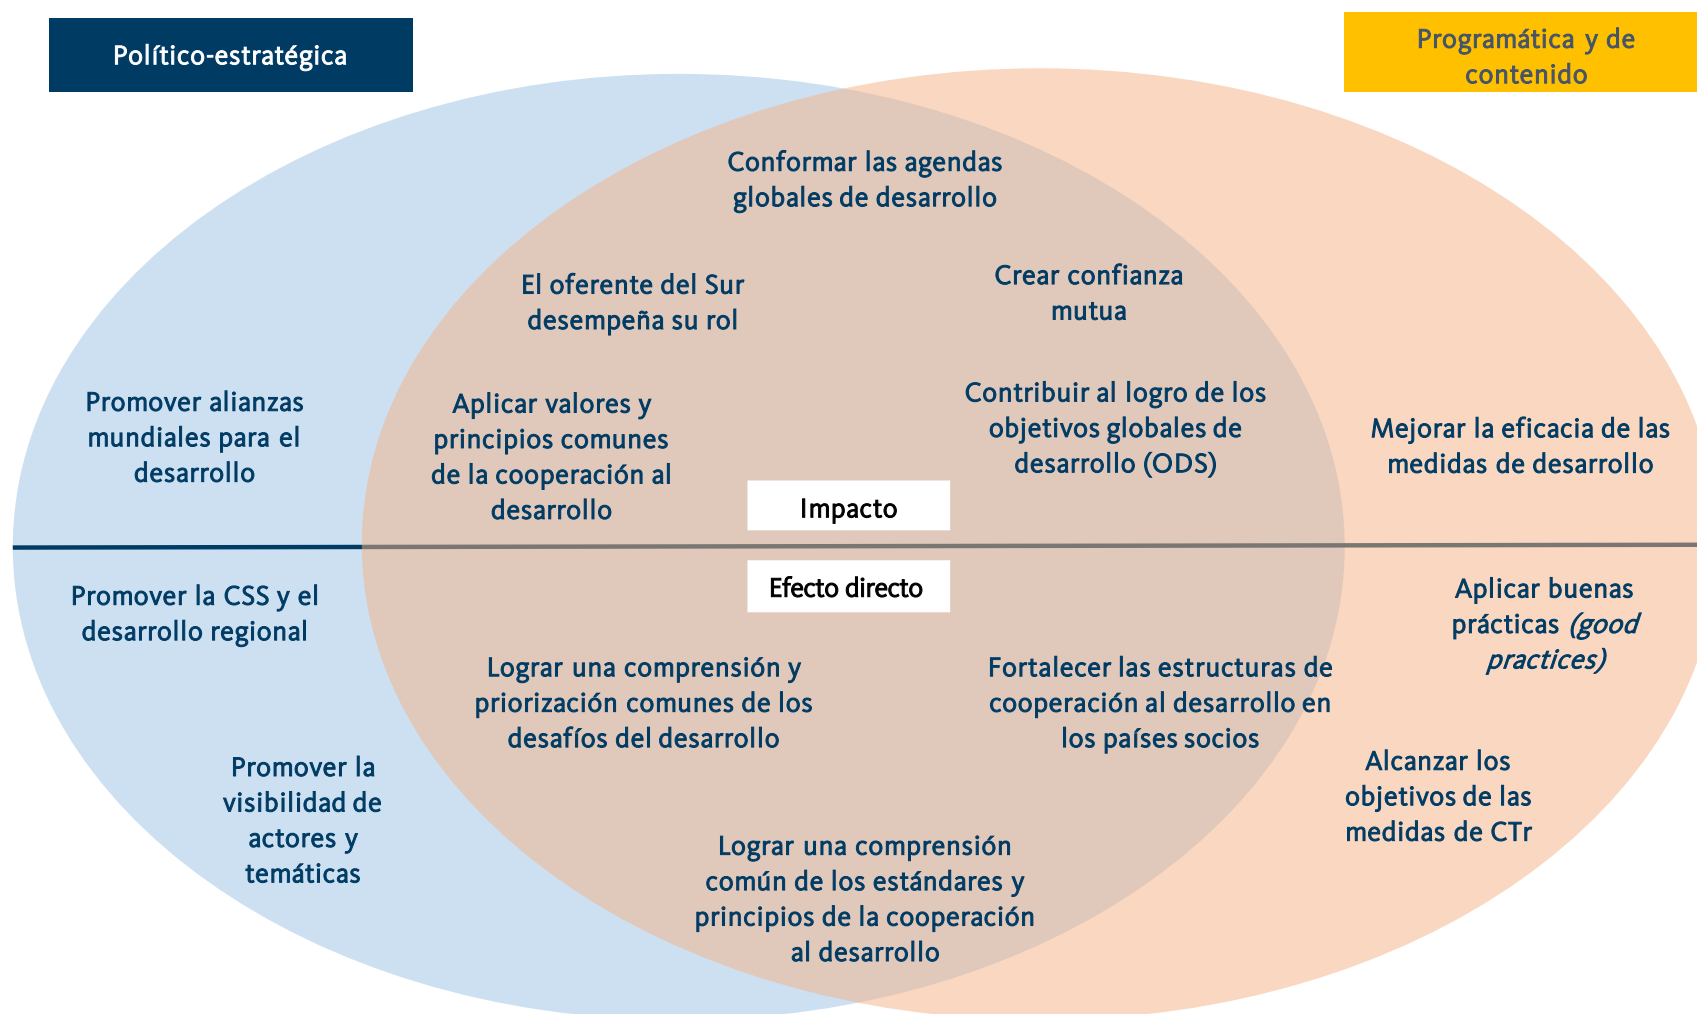 Político-estratégica
Programática y de
contenido
Conformar las agendas
globales de desarrollo
El oferente del Sur
desempeña su rol
Crear confianza
mutua
Promover alianzas
mundiales para el
desarrollo
Aplicar valores y
principios comunes
de la cooperación al
desarrollo
Contribuir al logro de los
objetivos globales de
desarrollo (ODS)
Mejorar la eficacia de las
medidas de desarrollo
Impacto
Efecto directo
Promover la CSS y el
desarrollo regional
Aplicar buenas
prácticas (good
practices)
Lograr una comprensión y
priorización comunes de los
desafíos del desarrollo
Fortalecer las estructuras de
cooperación al desarrollo en
los países socios
Promover la
visibilidad de
actores y
temáticas
Alcanzar los
objetivos de las
medidas de CTr
Lograr una comprensión
común de los estándares y
principios de la cooperación
al desarrollo